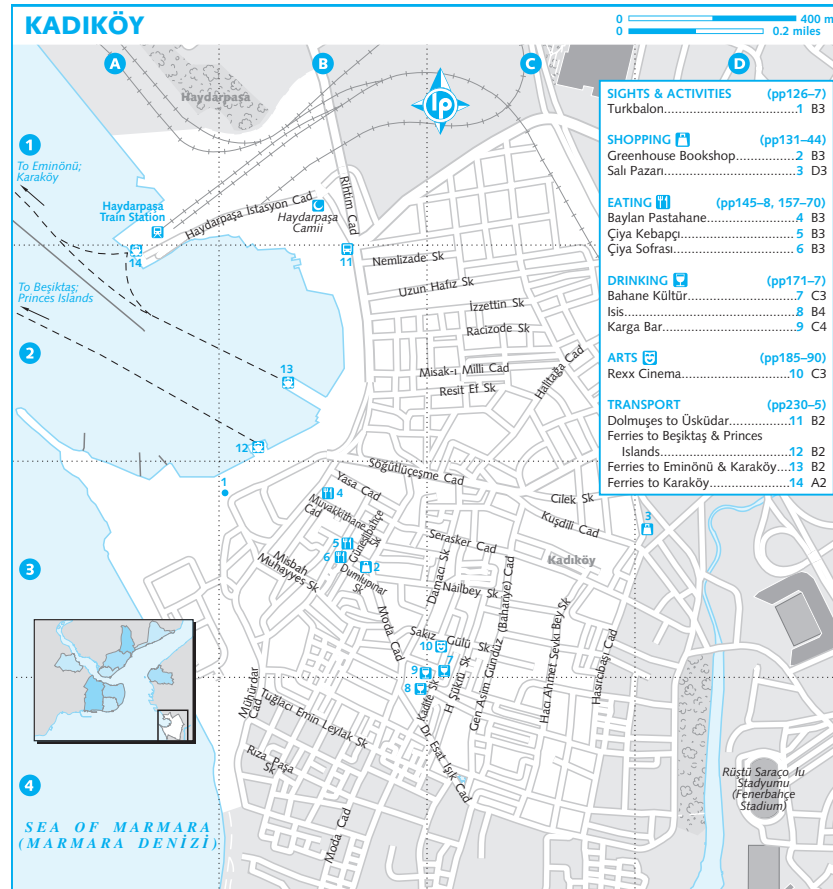 KADIKÖY
0 400 m
0 0.2 miles
A
B
C
D
1
2
3
4
lp
SIGHTS & ACTIVITIES (pp126–7)
Turkbalon 1 B3
SHOPPING (pp131–44)
Greenhouse Bookshop 2 B3
Salı Pazarı 3 D3
EATING (pp145–8, 157–70)
Baylan Pastahane 4 B3
Çiya Kebapçı 5 B3
Çiya Sofrası 6 B3
DRINKING (pp171–7)
Bahane Kültür 7 C3
Isis 8 B4
Karga Bar 9 C4
ARTS (pp185–90)
Rexx Cinema 10 C3
TRANSPORT (pp230–5)
Dolmuşes to Üsküdar 11 B2
Ferries to Beşiktaş & Princes
Islands 12 B2
Ferries to Eminönü & Karaköy 13 B2
Ferries to Karaköy 14 A2
Haydarpaşa
To Eminönü;
Karaköy
Haydarpaşa
Train Station
Haydarpaşa İstasyon Cad
Haydarpaşa
Camii
Rıhtım Cad
14
11
To Beşiktaş;
Princes Islands
13
12
Nemlizade Sk
Uzun Hafız Sk
İzzettin Sk
Racizode Sk
Misak-ı Milli Cad
Resit Ef Sk
Halitağa Cad
Söğütlüçeşme Cad
1
Yasa Cad
4
Muvakkithane
Cad
Güneşlibahçe
Sk
5
6
2
Misbah
Muhayyeş Sk
Dumlupınar
Sk
Cilek Sk
Kuşdili Cad
3
Serasker Cad
Kadıköy
Damacı Sk
Nailbey Sk
Moda Cad
Sakız Gülü Sk
10
7
9
8
Kadife Sk
H Şükrü Sk
Gen Asim Gündüz (Bahariye) Cad
Hacı Ahmet Sevkı Bey Sk
Hasırcıbaşı Cad
Mühürdar
Cad
Tuğlacı Emin Leylak Sk
Rıza Paşa
Sk
Dr Esat Işık Cad
Moda Cad
Rüştü Saraço lu
Stadyumu
(Fenerbahçe
Stadium)
SEA OF MARMARA
(MARMARA DENİZİ)